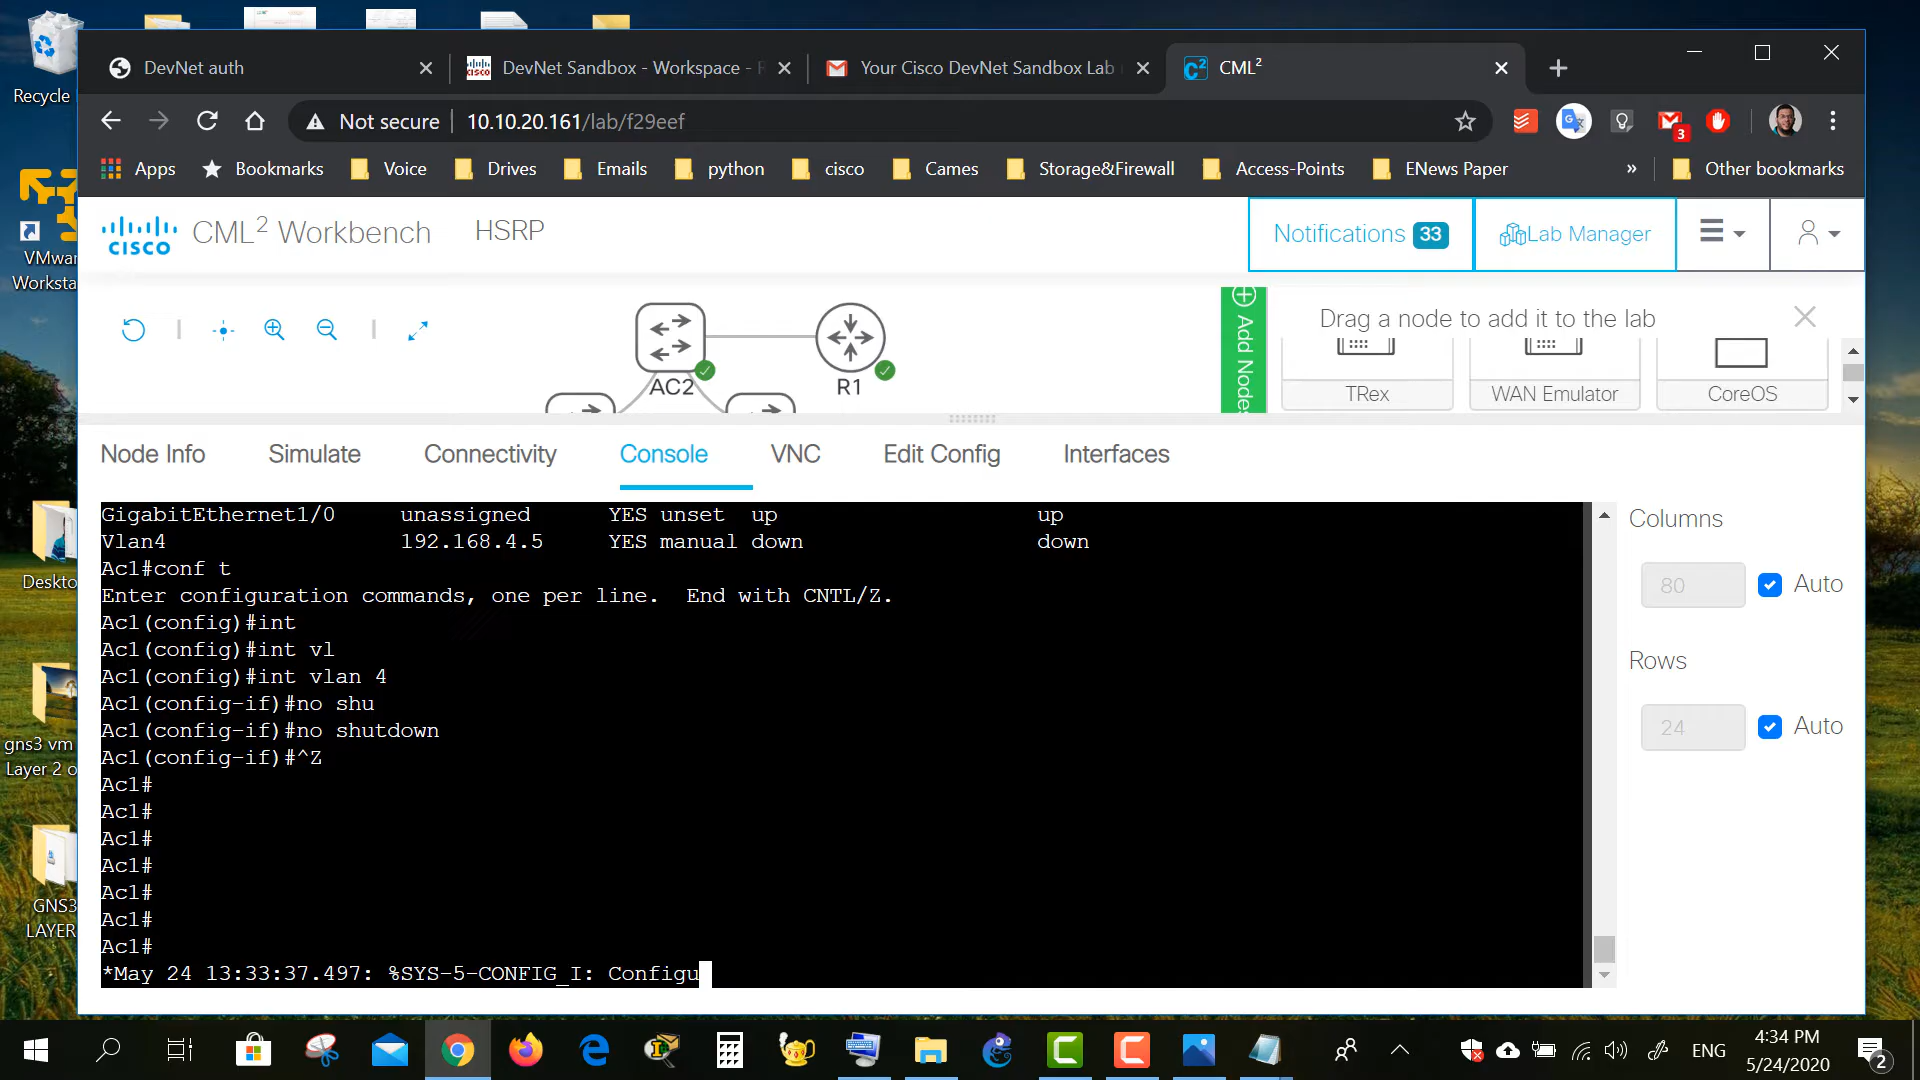 DevNet auth
DevNet Sandbox - Workspace -
Your Cisco DevNet Sandbox Lab
CML²
Recycle
Not secure
10.10.20.161/lab/f29eef
3
Apps
Bookmarks
Voice
Drives
Emails
python
cisco
Cames
Storage&Firewall
Access-Points
ENews Paper
»
Other bookmarks
CISCO
CML² Workbench
HSRP
Notifications 33
Lab Manager
VMwar
Worksta
Add Nodes
Drag a node to add it to the lab
AC2
R1
TRex
WAN Emulator
CoreOS
Node Info
Simulate
Connectivity
Console
VNC
Edit Config
Interfaces
GigabitEthernet1/0 unassigned YES unset up up
Vlan4 192.168.4.5 YES manual down down
Ac1#conf t
Enter configuration commands, one per line. End with CNTL/Z.
Ac1(config)#int
Ac1(config)#int vl
Ac1(config)#int vlan 4
Ac1(config-if)#no shu
Ac1(config-if)#no shutdown
Ac1(config-if)#^Z
Ac1#
Ac1#
Ac1#
Ac1#
Ac1#
Ac1#
Ac1#
*May 24 13:33:37.497: %SYS-5-CONFIG_I: Configu
Columns
80
Auto
Rows
24
Auto
Deskto
gns3 vm
Layer 2 o
GNS3
LAYER
ENG
4:34 PM
5/24/2020
2